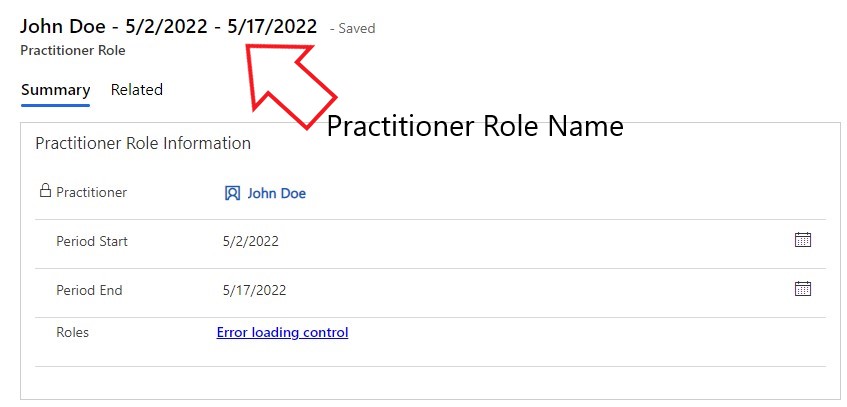 John Doe - 5/2/2022 - 5/17/2022 - Saved
Practitioner Role
Summary Related
Practitioner Role Name
Practitioner Role Information
Practitioner John Doe
Period Start 5/2/2022
Period End 5/17/2022
Roles Error loading control